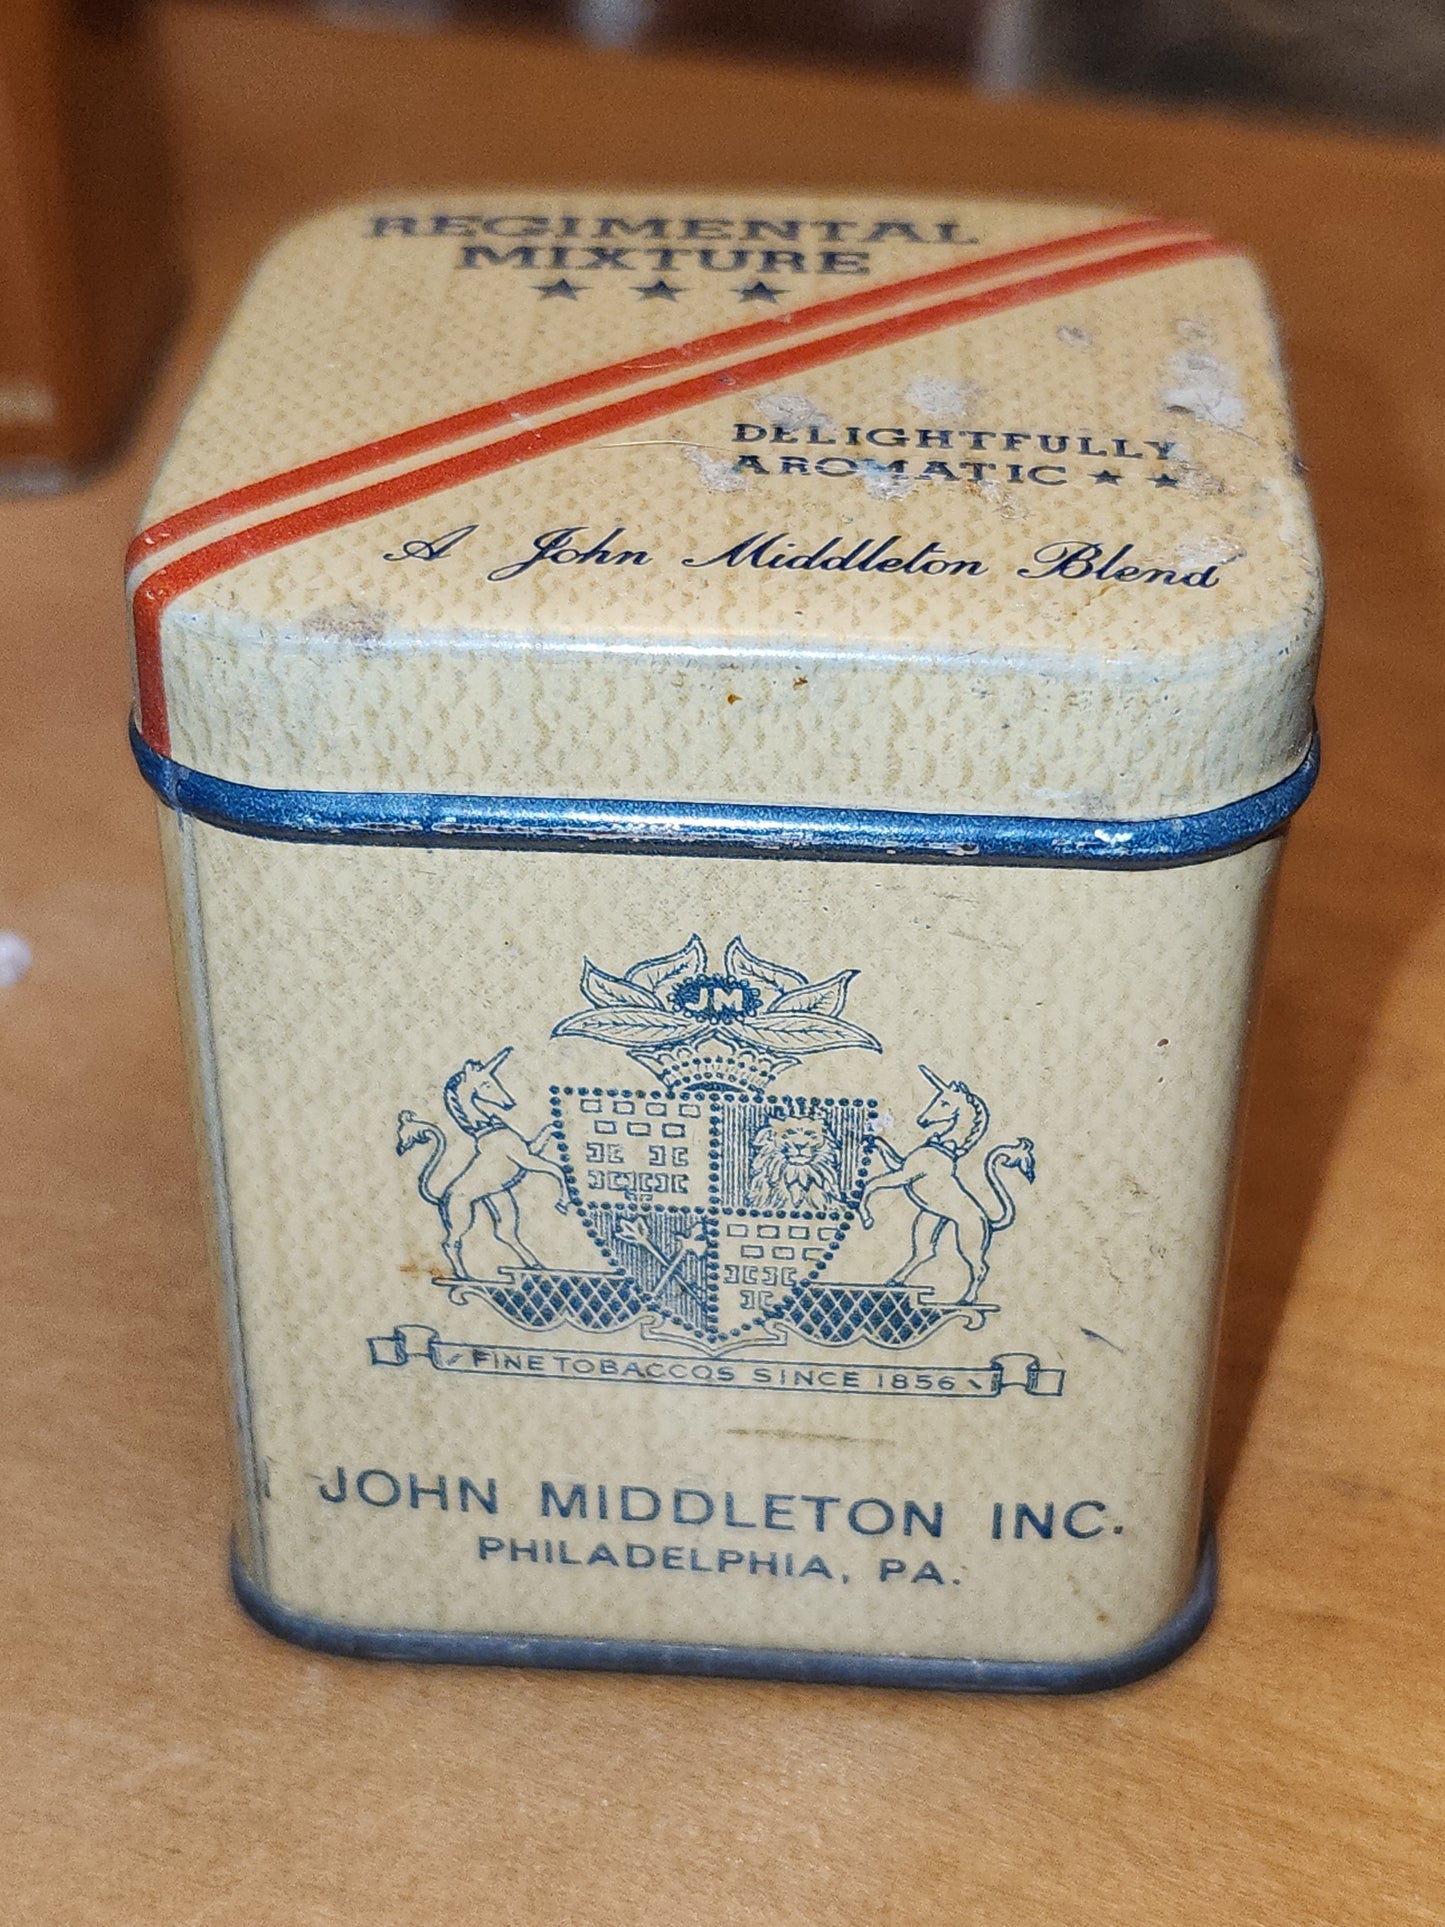 REGIMENTAL
MIXTURE
★ ★ ★
DELIGHTFULLY
AROMATIC ★ ★
A John Middleton Blend
JM
FINE TOBACCOS SINCE 1856
JOHN MIDDLETON INC.
PHILADELPHIA, PA.